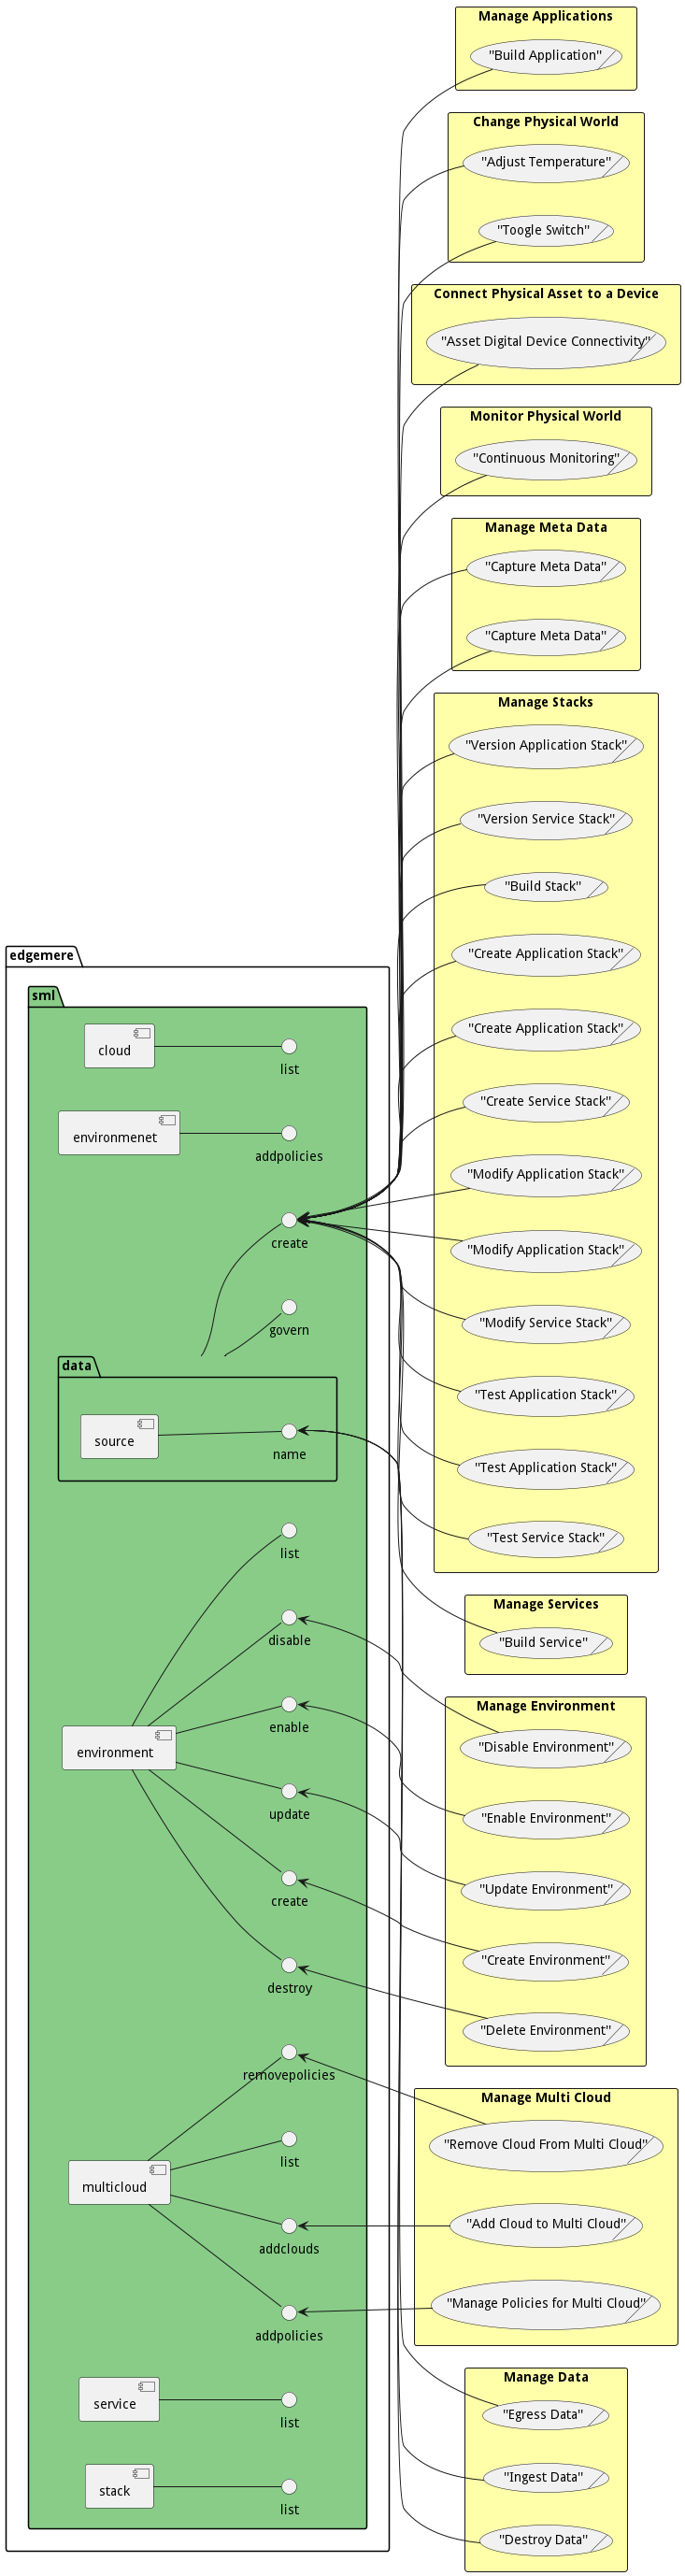 Manage Applications
"Build Application"
Change Physical World
"Adjust Temperature"
"Toogle Switch"
Connect Physical Asset to a Device
"Asset Digital Device Connectivity"
Monitor Physical World
"Continuous Monitoring"
Manage Meta Data
"Capture Meta Data"
"Capture Meta Data"
Manage Stacks
"Version Application Stack"
"Version Service Stack"
"Build Stack"
"Create Application Stack"
"Create Application Stack"
"Create Service Stack"
"Modify Application Stack"
"Modify Application Stack"
"Modify Service Stack"
"Test Application Stack"
"Test Application Stack"
"Test Service Stack"
Manage Services
"Build Service"
Manage Environment
"Disable Environment"
"Enable Environment"
"Update Environment"
"Create Environment"
"Delete Environment"
Manage Multi Cloud
"Remove Cloud From Multi Cloud"
"Add Cloud to Multi Cloud"
"Manage Policies for Multi Cloud"
Manage Data
"Egress Data"
"Ingest Data"
"Destroy Data"
edgemere
sml
cloud
list
environmenet
addpolicies
create
govern
data
source
name
list
disable
enable
environment
update
create
destroy
removepolicies
list
multicloud
addclouds
addpolicies
service
list
stack
list